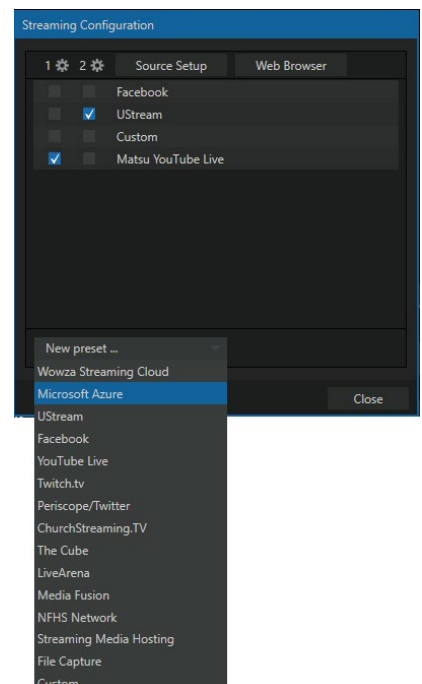 Streaming Configuration
1 2 Source Setup Web Browser
Facebook
UStream
Custom
Matsu YouTube Live
New preset ...
Wowza Streaming Cloud
Microsoft Azure
Close
UStream
Facebook
YouTube Live
Twitch.tv
Periscope/Twitter
ChurchStreaming.TV
The Cube
LiveArena
Media Fusion
NFHS Network
Streaming Media Hosting
File Capture
Custom